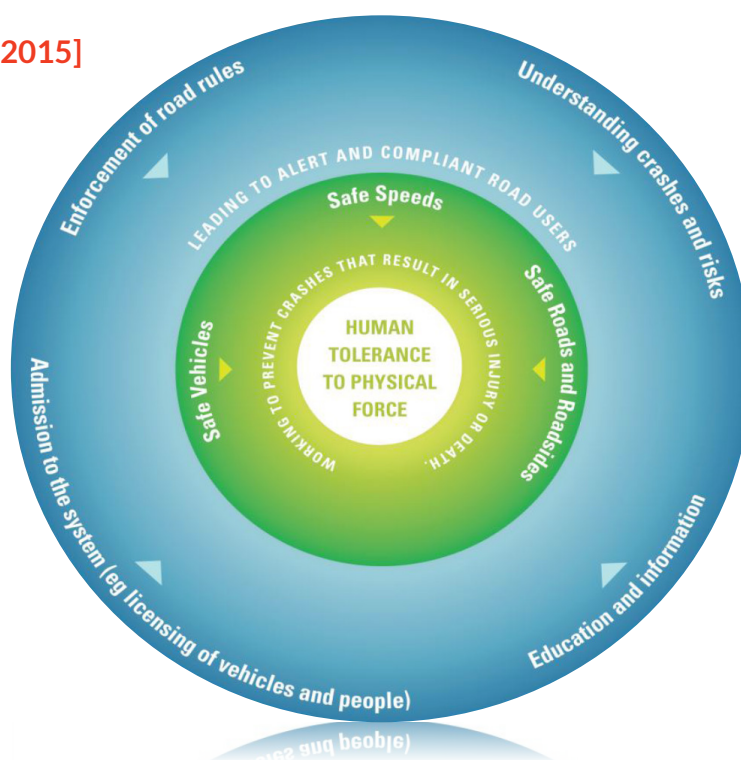 2015]
Enforcement of road rules
Understanding crashes and risks
LEADING TO ALERT AND COMPLIANT ROAD USERS
Safe Speeds
WORKING TO PREVENT CRASHES THAT RESULT IN SERIOUS INJURY OR DEATH.
Safe Vehicles
Safe Roads and Roadsides
HUMAN
TOLERANCE
TO PHYSICAL
FORCE
Admission to the system (eg licensing of vehicles and people)
Education and information